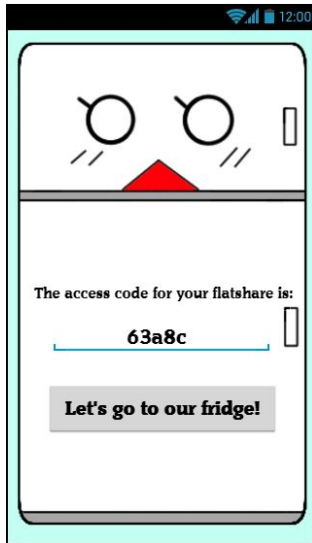 12:00
The access code for your flatshare is:
63a8c
Let's go to our fridge!